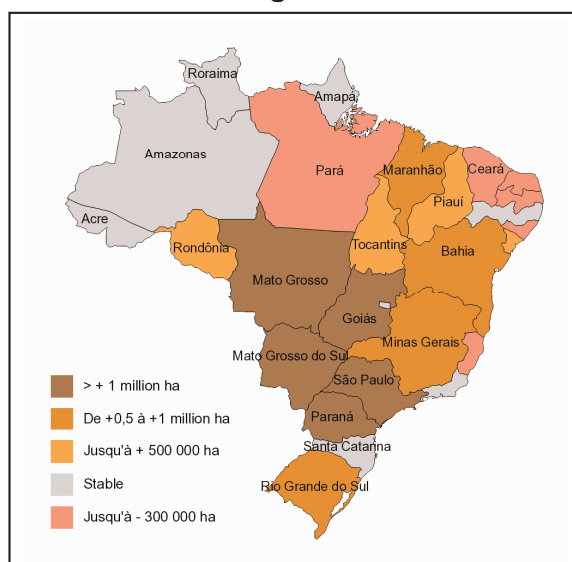 Roraima
Amapá
Amazonas
Pará
Maranhão
Ceará
Piauí
Acre
Rondônia
Tocantins
Bahia
Mato Grosso
Goiás
Minas Gerais
Mato Grosso do Sul
São Paulo
Paraná
Santa Catarina
Rio Grande do Sul
> + 1 million ha
De +0,5 à +1 million ha
Jusqu'à + 500 000 ha
Stable
Jusqu'à - 300 000 ha